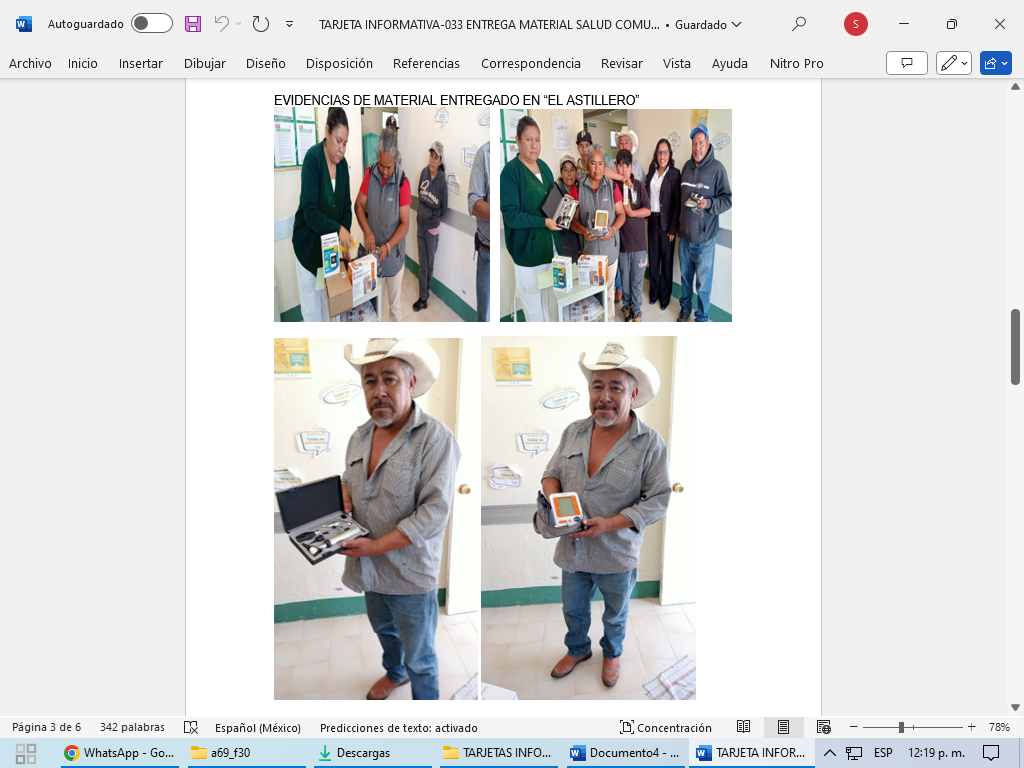 Autoguardado
TARJETA INFORMATIVA-033 ENTREGA MATERIAL SALUD COMU... • Guardado
S
Archivo Inicio Insertar Dibujar Diseño Disposición Referencias Correspondencia Revisar Vista Ayuda Nitro Pro
EVIDENCIAS DE MATERIAL ENTREGADO EN “EL ASTILLERO”
Página 3 de 6 342 palabras Español (México) Predicciones de texto: activado Concentración 78%
WhatsApp - Go... a69_f30 Descargas TARJETAS INFO... Documento4 - ... TARJETA INFOR... ESP 12:19 p. m.